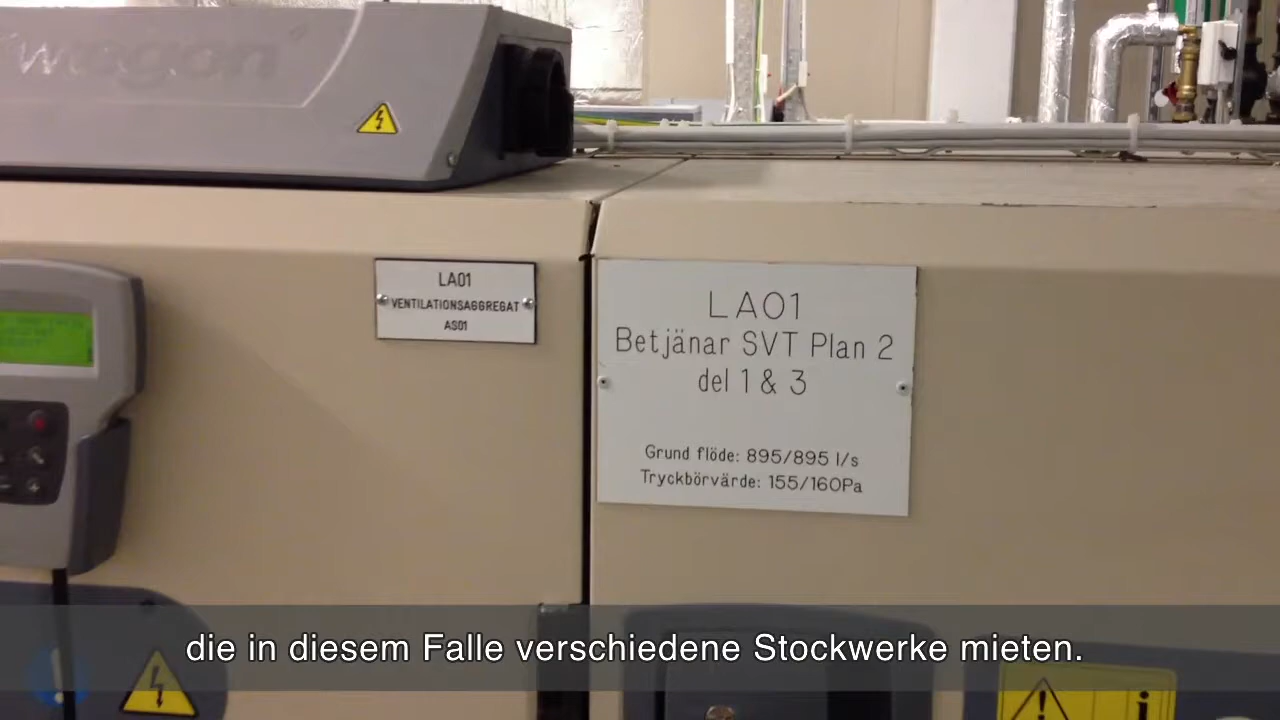 swegon
LA01
VENTILATIONSAGGREGAT
AS01
LA01
Betjänar SVT Plan 2
del 1 & 3
Grund flöde: 895/895 l/s
Tryckbörvärde: 155/160Pa
die in diesem Falle verschiedene Stockwerke mieten.